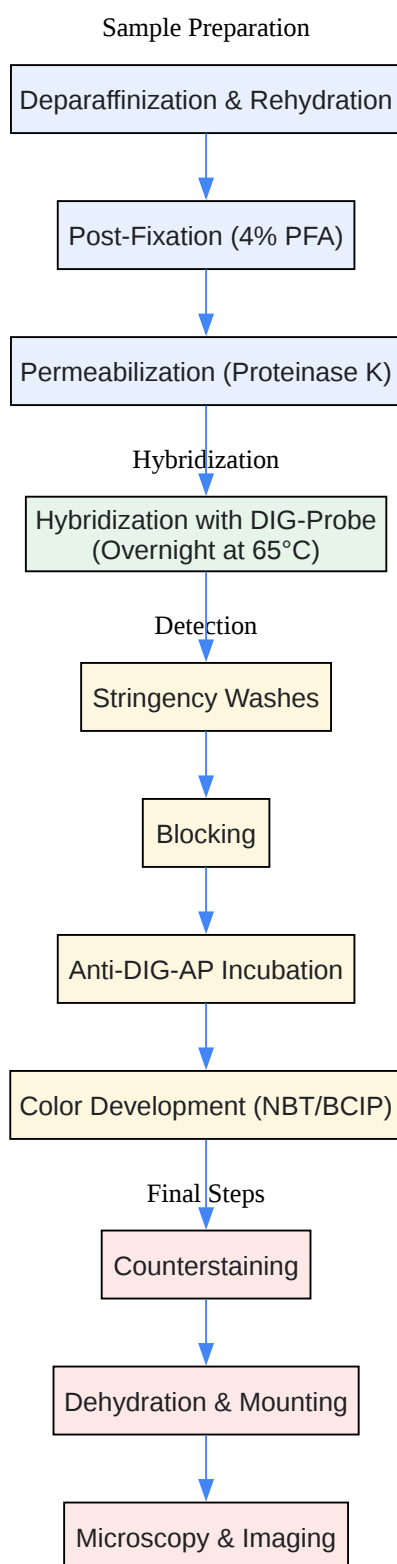 Sample Preparation
Deparaffinization & Rehydration
Post-Fixation (4% PFA)
Permeabilization (Proteinase K)
Hybridization
Hybridization with DIG-Probe
(Overnight at 65°C)
Detection
Stringency Washes
Blocking
Anti-DIG-AP Incubation
Color Development (NBT/BCIP)
Final Steps
Counterstaining
Dehydration & Mounting
Microscopy & Imaging